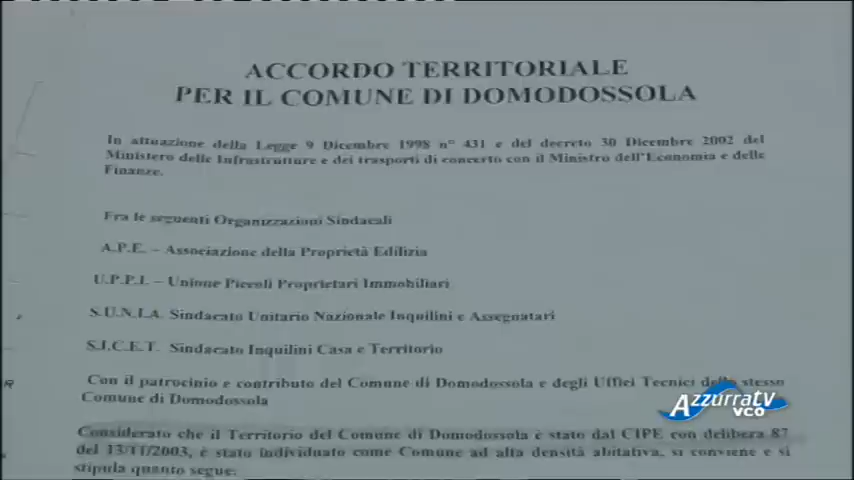 ACCORDO TERRITORIALE
PER IL COMUNE DI DOMODOSSOLA
In attuazione della Legge 9 Dicembre 1998 n° 431 e del decreto 30 Dicembre 2002 del
Ministero delle Infrastrutture e dei trasporti di concerto con il Ministro dell'Economia e delle
Finanze.
Fra le seguenti Organizzazioni Sindacali
A.P.E. – Associazione della Proprietà Edilizia
U.P.P.I. – Unione Piccoli Proprietari Immobiliari
S.U.N.I.A. Sindacato Unitario Nazionale Inquilini e Assegnatari
S.I.C.E.T. Sindacato Inquilini Casa e Territorio
Con il patrocinio e contributo del Comune di Domodossola e degli Uffici Tecnici dello stesso
Comune di Domodossola
Azzurratv
VCO
Considerato che il Territorio del Comune di Domodossola è stato dal CIPE con delibera 87
del 13/11/2003, è stato individuato come Comune ad alta densità abitativa, si conviene e si
stipula quanto segue: